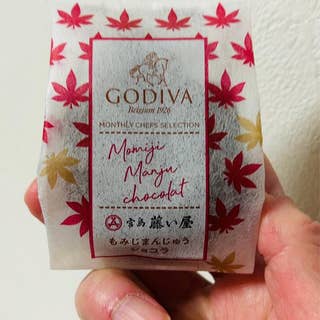 GODIVA
Belgium 1926
MONTHLY CHEF'S SELECTION
Momiji
Manju
chocolat
宮島 藤い屋
もみじまんじゅう
ショコラ